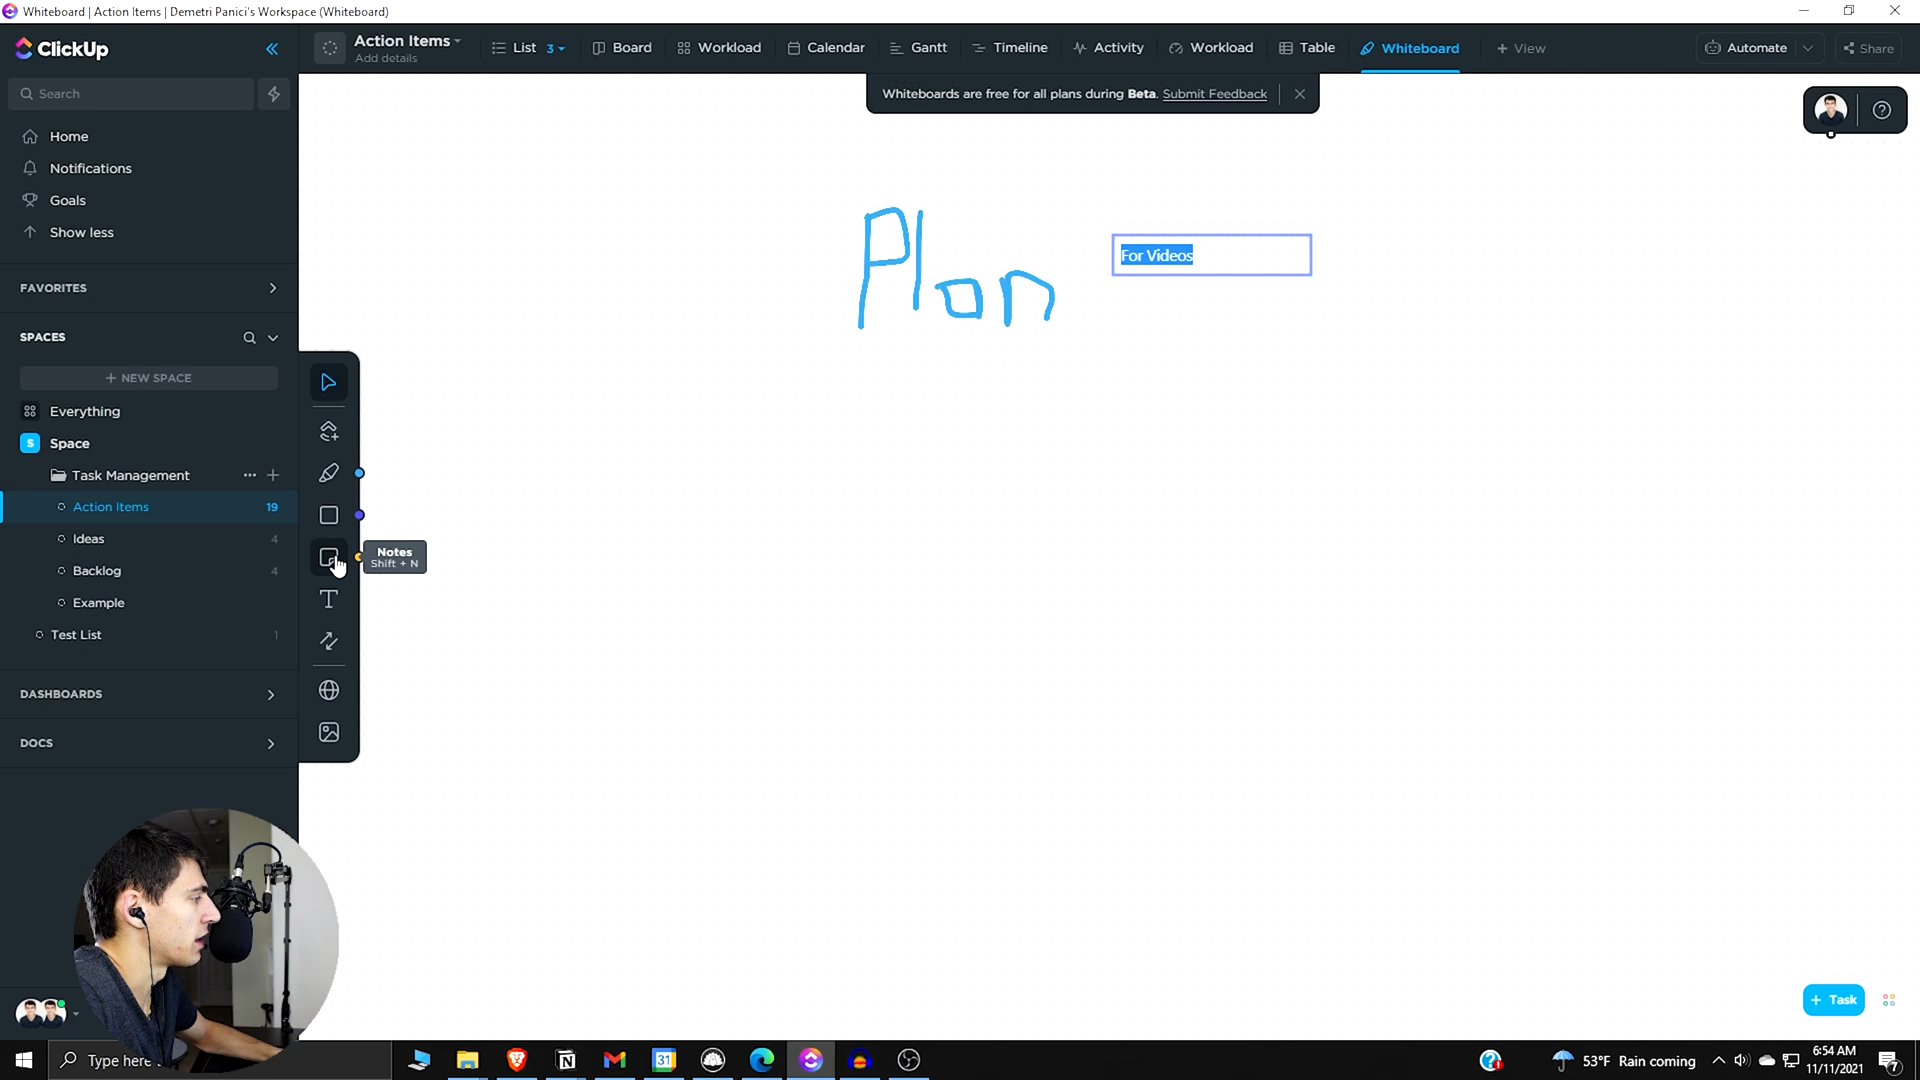 Whiteboard | Action Items | Demetri Panici's Workspace (Whiteboard)
ClickUp
Action Items
Add details
List 3
Board
Workload
Calendar
Gantt
Timeline
Activity
Workload
Table
Whiteboard
+ View
Automate
Share
Search
Whiteboards are free for all plans during Beta. Submit Feedback
Home
Notifications
Goals
Show less
FAVORITES
SPACES
+ NEW SPACE
Everything
S Space
Task Management
Action Items 19
Ideas 4
Backlog 4
Example
Test List 1
DASHBOARDS
DOCS
Plan
For Videos
Notes
Shift + N
+ Task
Type here
31
53°F Rain coming
6:54 AM
11/11/2021
7